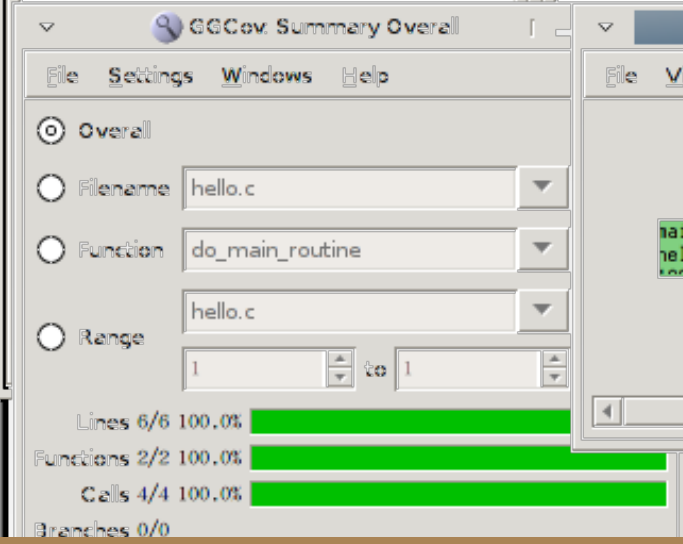 GGCov: Summary Overall
File Settings Windows Help
File
Overall
Filename hello.c
Function do_main_routine
hello.c
Range
1 to 1
Lines 6/6 100.0%
Functions 2/2 100.0%
Calls 4/4 100.0%
Branches 0/0